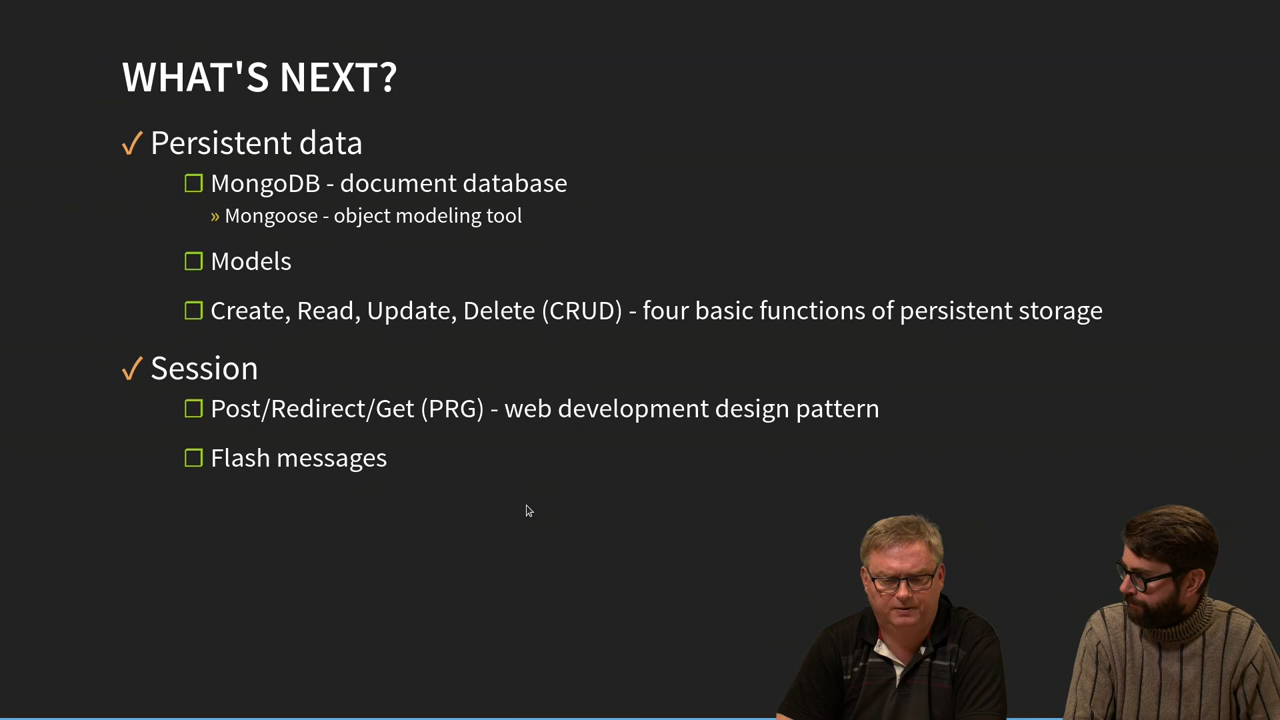 WHAT'S NEXT?
✓ Persistent data
❐ MongoDB - document database
» Mongoose - object modeling tool
❐ Models
❐ Create, Read, Update, Delete (CRUD) - four basic functions of persistent storage
✓ Session
❐ Post/Redirect/Get (PRG) - web development design pattern
❐ Flash messages